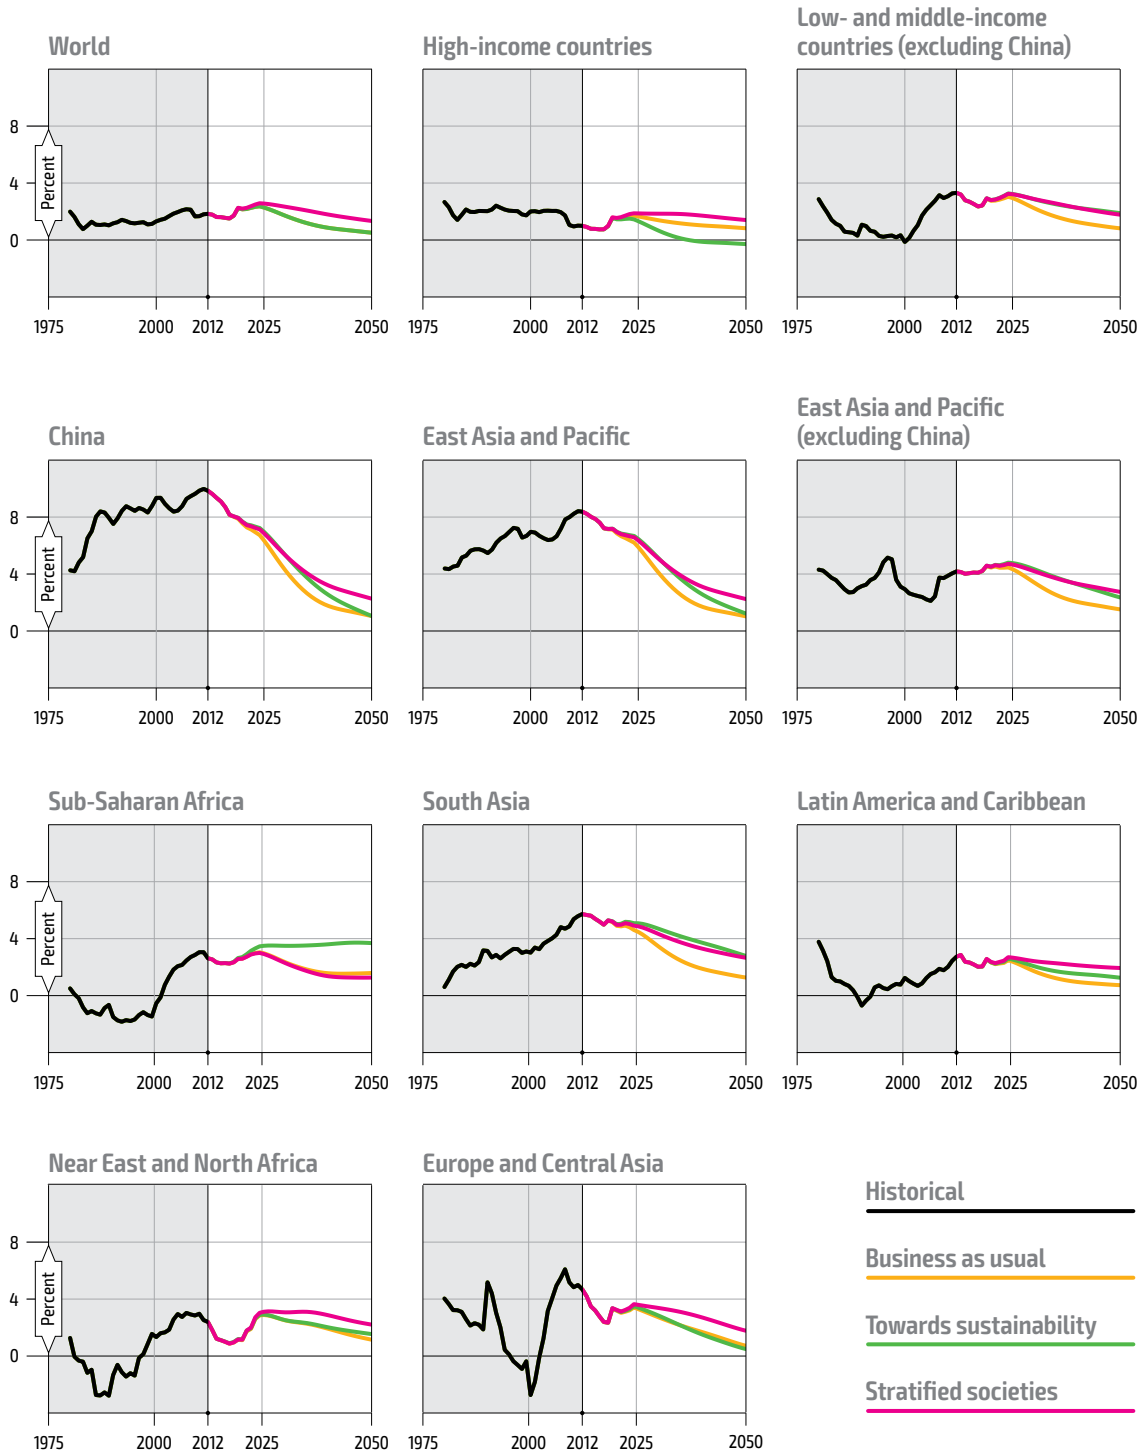 World
High-income countries
Low- and middle-income
countries (excluding China)
8
4
0
Percent
1975 2000 2012 2025 2050
1975 2000 2012 2025 2050
1975 2000 2012 2025 2050
China
East Asia and Pacific
East Asia and Pacific
(excluding China)
8
4
0
Percent
1975 2000 2012 2025 2050
1975 2000 2012 2025 2050
1975 2000 2012 2025 2050
Sub-Saharan Africa
South Asia
Latin America and Caribbean
8
4
0
Percent
1975 2000 2012 2025 2050
1975 2000 2012 2025 2050
1975 2000 2012 2025 2050
Near East and North Africa
Europe and Central Asia
8
4
0
Percent
1975 2000 2012 2025 2050
1975 2000 2012 2025 2050
Historical
Business as usual
Towards sustainability
Stratified societies